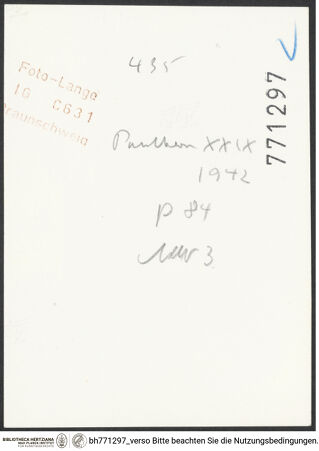 435
Foto-Lange
IG C631
Braunschweig
771297
Pantheon XXIX
1942
p 84
3
BIBLIOTHECA HERTZIANA
MAX-PLANCK-INSTITUT
FÜR KUNSTGESCHICHTE
bh771297_verso Bitte beachten Sie die Nutzungsbedingungen.